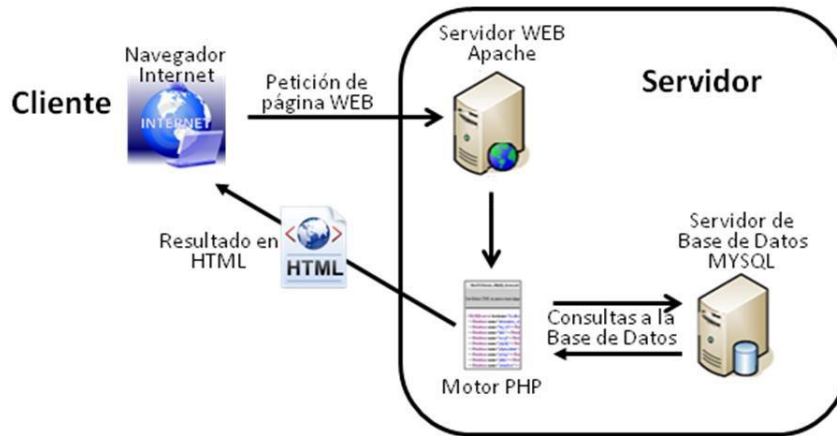 Navegador
Internet
Cliente
INTERNET
Petición de
página WEB
Servidor WEB
Apache
Servidor
Resultado en
HTML
HTML
Servidor de
Base de Datos
MYSQL
Consultas a la
Base de Datos
Motor PHP